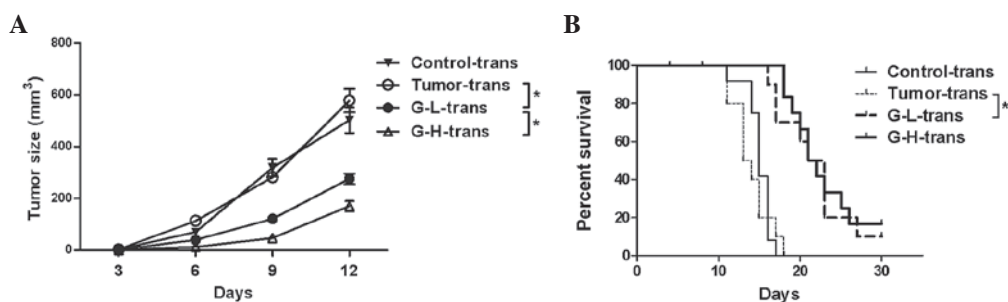 A
Tumor size (mm³)
800
600
400
200
0
3 6 9 12
Days
Control-trans
Tumor-trans
G-L-trans
G-H-trans
*
*
B
Percent survival
100
80
60
40
20
0
0 10 20 30
Days
Control-trans
Tumor-trans
G-L-trans
G-H-trans
*